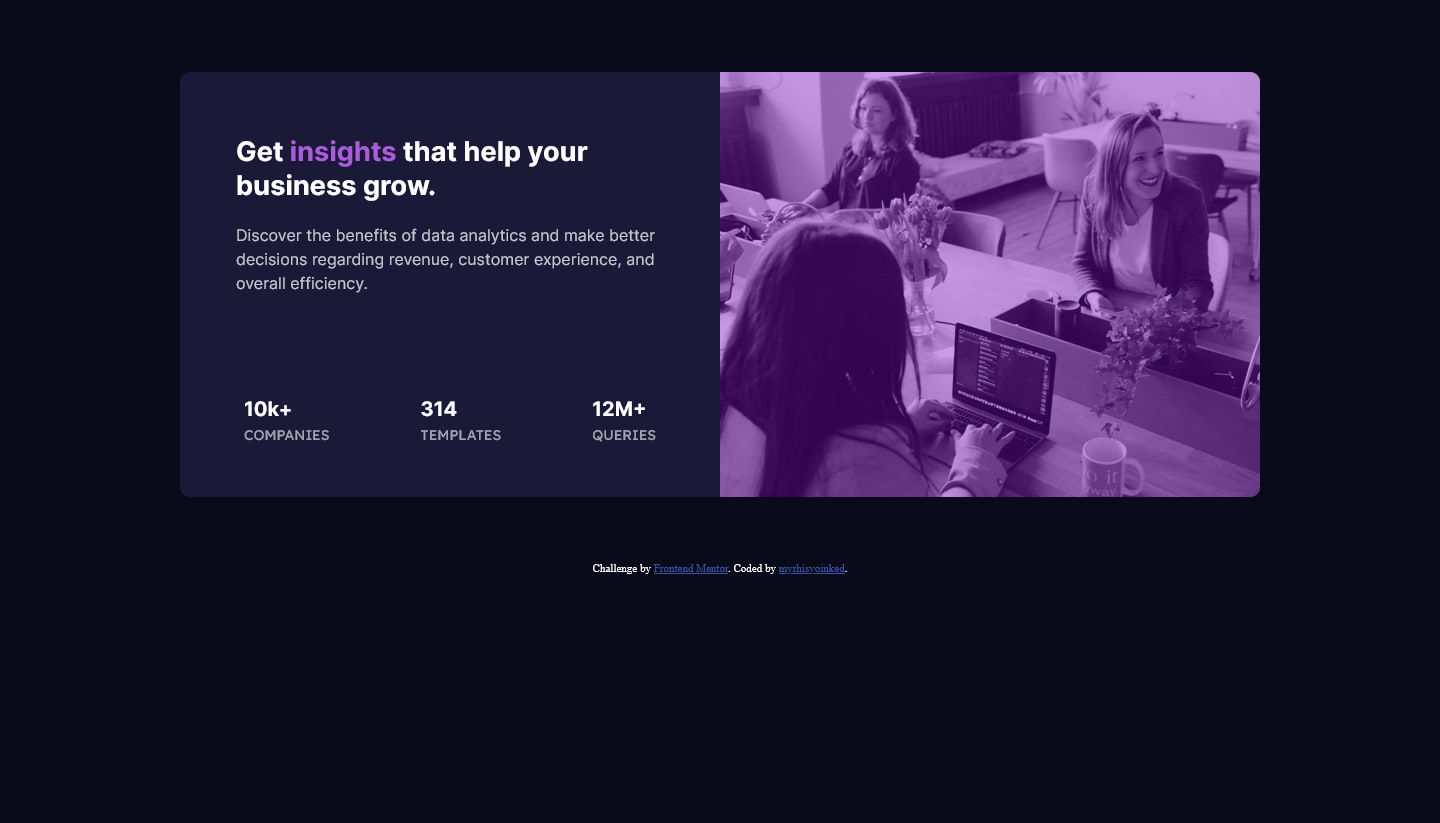 Get insights that help your
business grow.
Discover the benefits of data analytics and make better
decisions regarding revenue, customer experience, and
overall efficiency.
10k+
314
12M+
COMPANIES
TEMPLATES
QUERIES
it
Challenge by Frontend Mentor. Coded by myrhisyoinked.